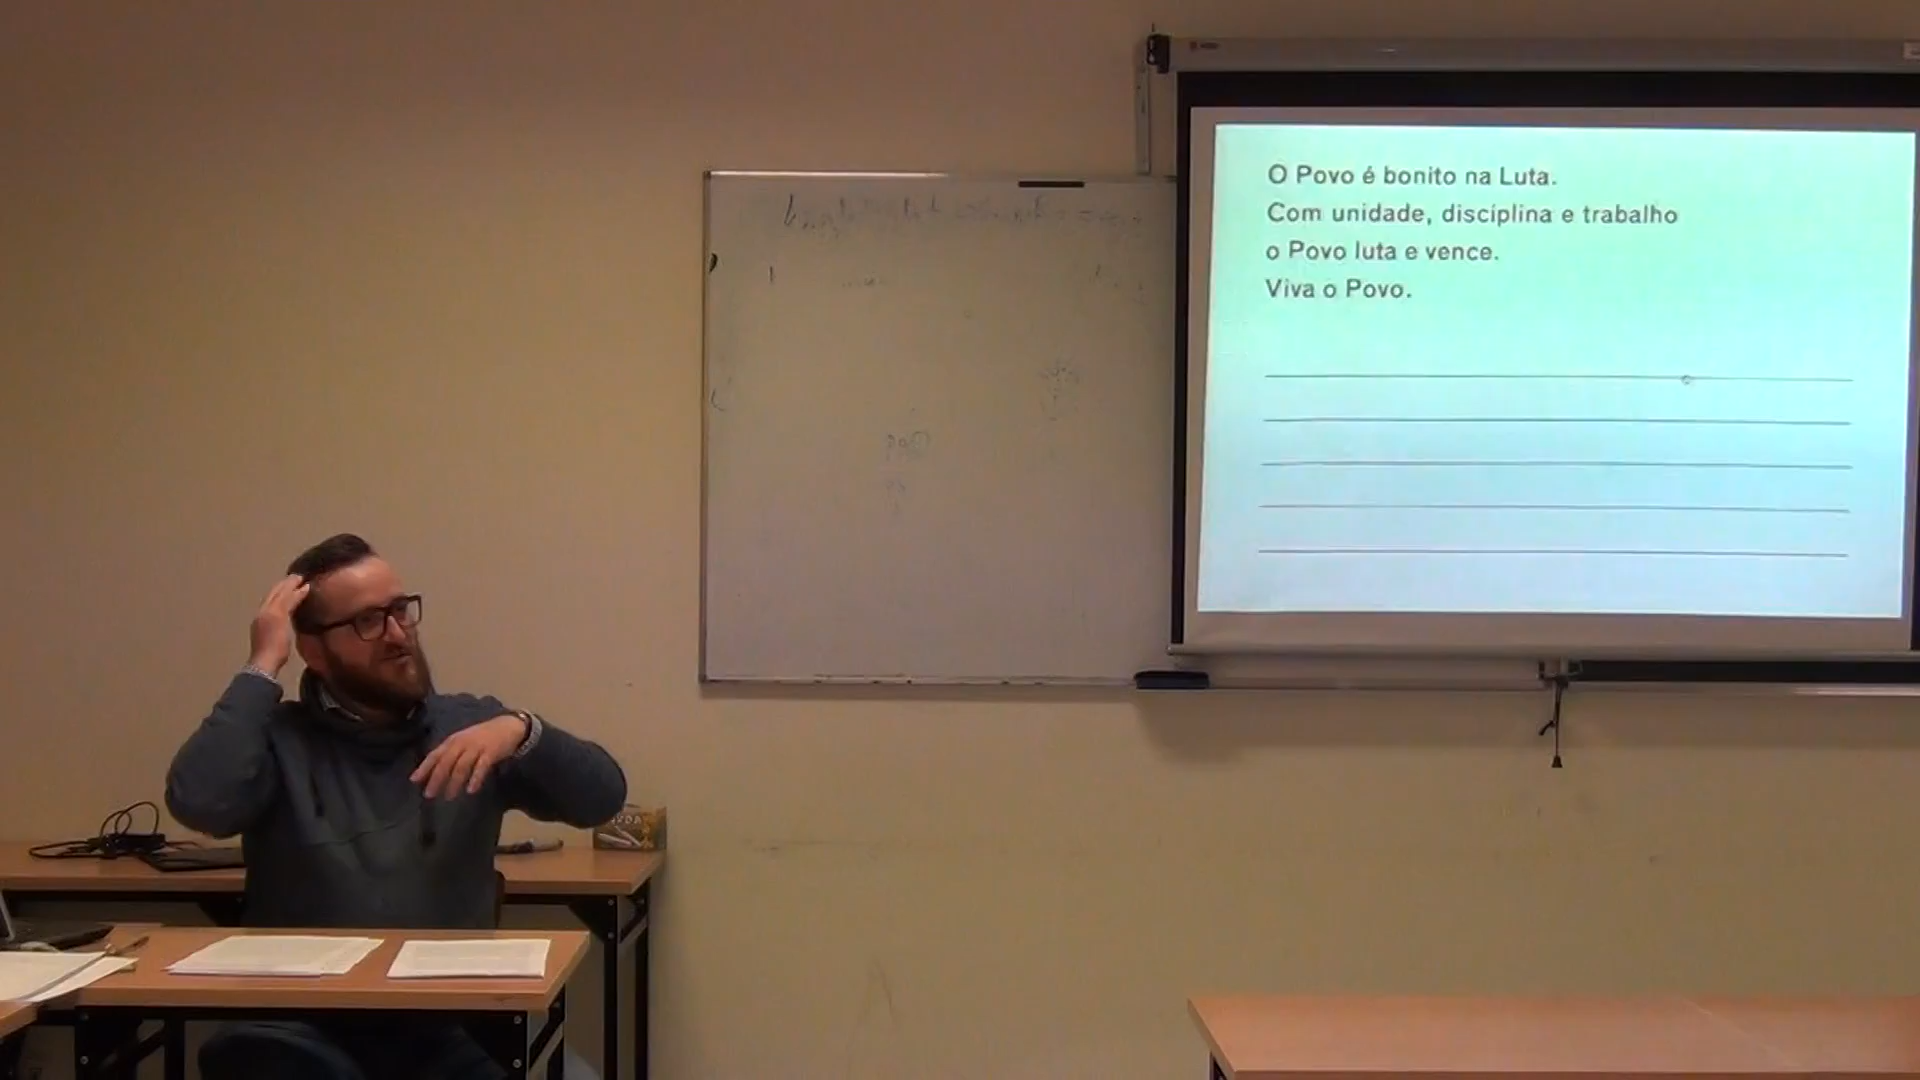 O Povo é bonito na Luta.
Com unidade, disciplina e trabalho
o Povo luta e vence.
Viva o Povo.